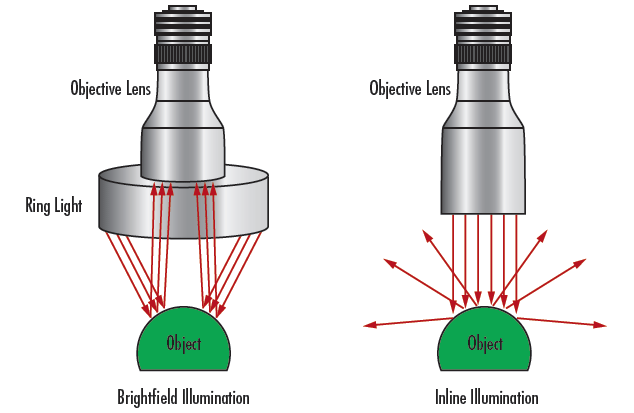 Objective Lens
Objective Lens
Ring Light
Object
Object
Brightfield Illumination
Inline Illumination